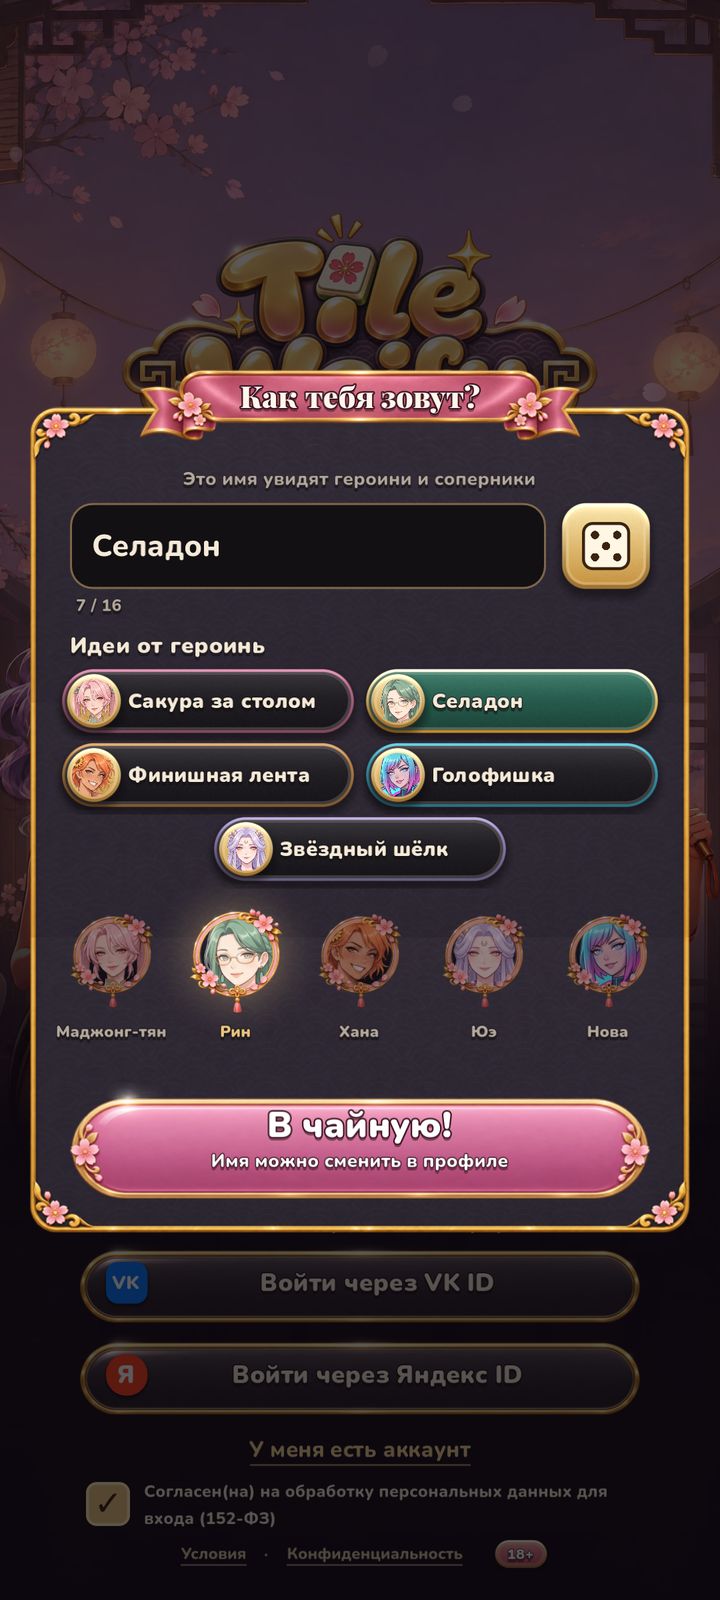 Tile
Как тебя зовут?
Это имя увидят героини и соперники
Селадон
7 / 16
Идеи от героинь
Сакура за столом
Селадон
Финишная лента
Голофишка
Звёздный шёлк
Маджонг-тян
Рин
Хана
Юэ
Нова
В чайную!
Имя можно сменить в профиле
VK
Войти через VK ID
Я
Войти через Яндекс ID
У меня есть аккаунт
Согласен(на) на обработку персональных данных для
входа (152-ФЗ)
Условия · Конфиденциальность 18+